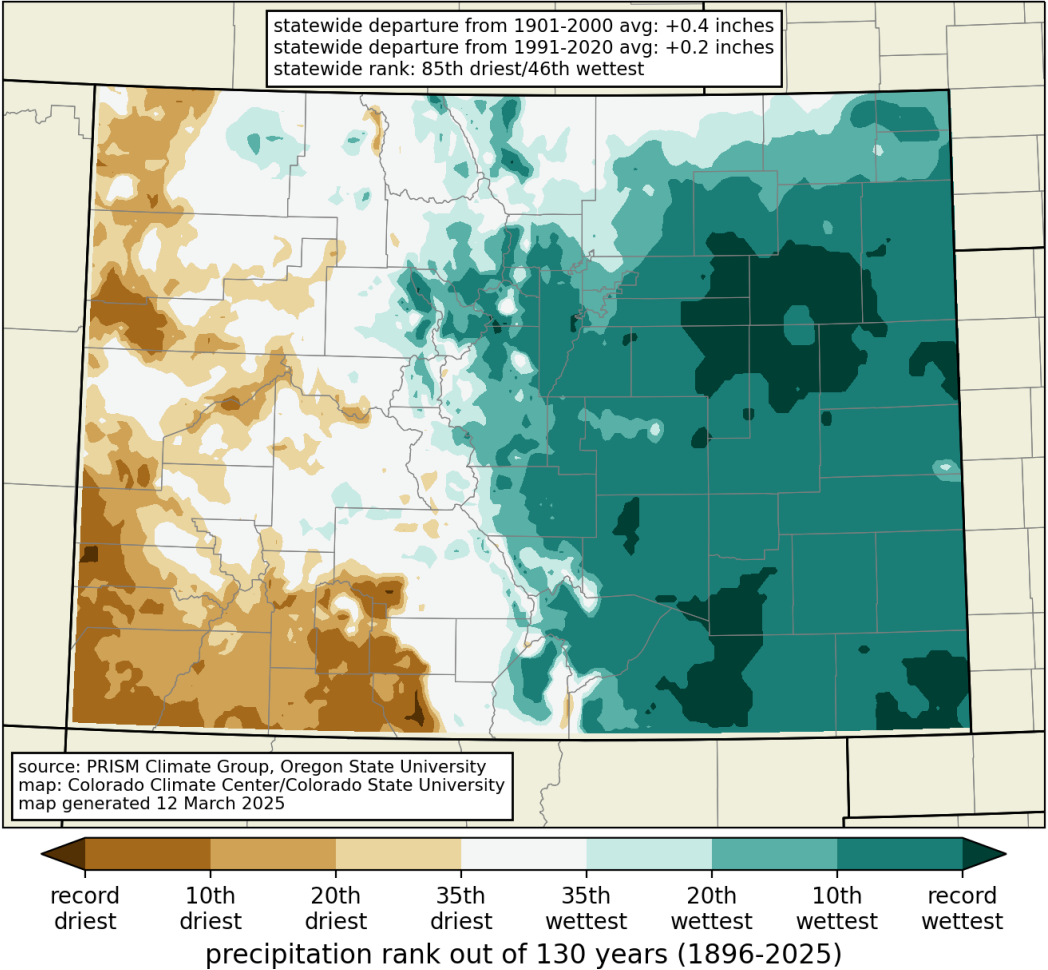 statewide departure from 1901-2000 avg: +0.4 inches
statewide departure from 1991-2020 avg: +0.2 inches
statewide rank: 85th driest/46th wettest
source: PRISM Climate Group, Oregon State University
map: Colorado Climate Center/Colorado State University
map generated 12 March 2025
record driest
10th driest
20th driest
35th driest
35th wettest
20th wettest
10th wettest
record wettest
precipitation rank out of 130 years (1896-2025)